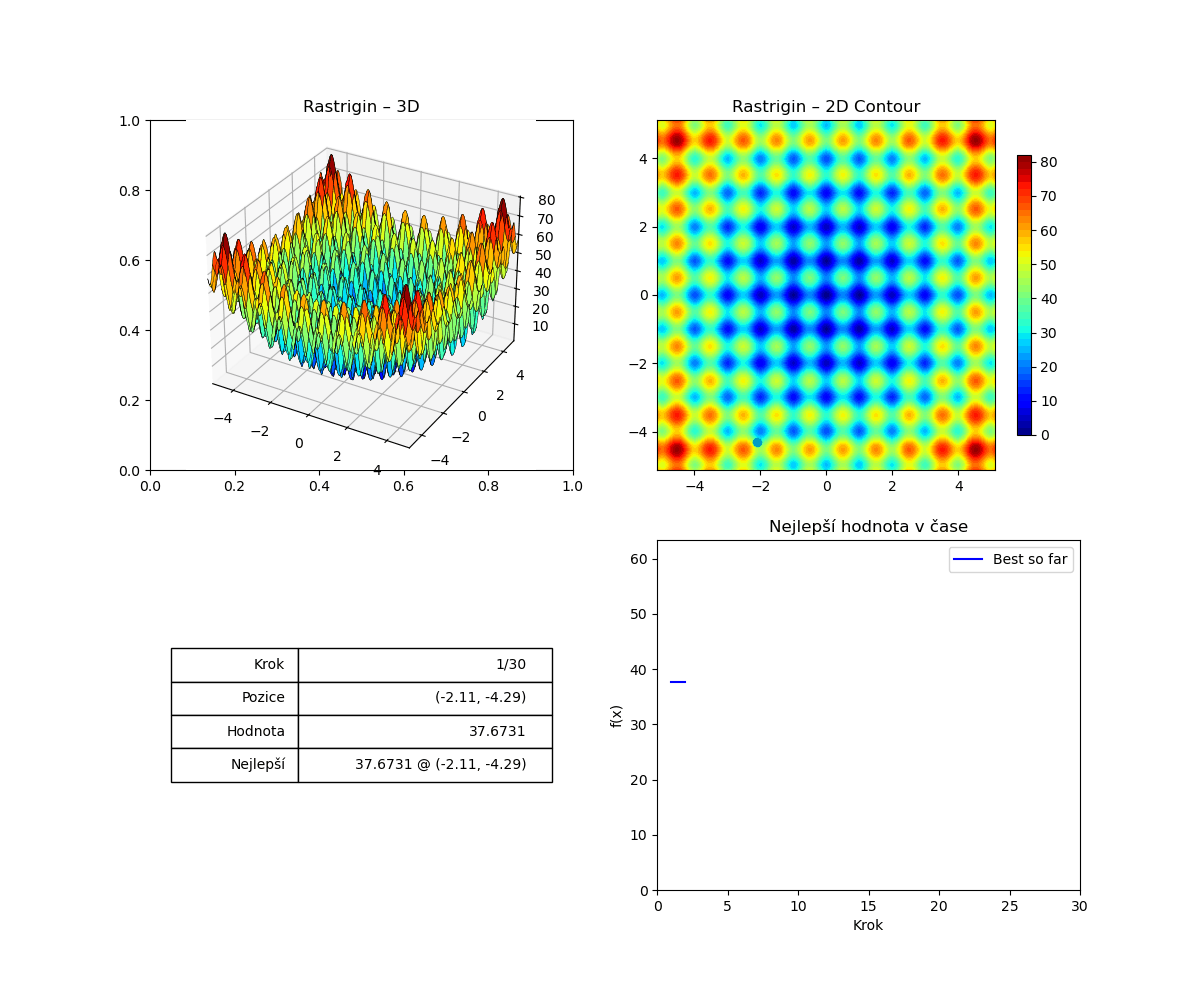 Rastrigin – 3D
1.0
0.8
0.6
0.4
0.2
0.0
0.0 0.2 0.4 0.6 0.8 1.0
80
70
60
50
40
30
20
10
−4 −2 0 2 4
−4 −2 0 2 4
Rastrigin – 2D Contour
4
2
0
−2
−4
−4 −2 0 2 4
80
70
60
50
40
30
20
10
0
Krok 1/30
Pozice (-2.11, -4.29)
Hodnota 37.6731
Nejlepší 37.6731 @ (-2.11, -4.29)
Nejlepší hodnota v čase
Best so far
f(x)
60
50
40
30
20
10
0
0 5 10 15 20 25 30
Krok